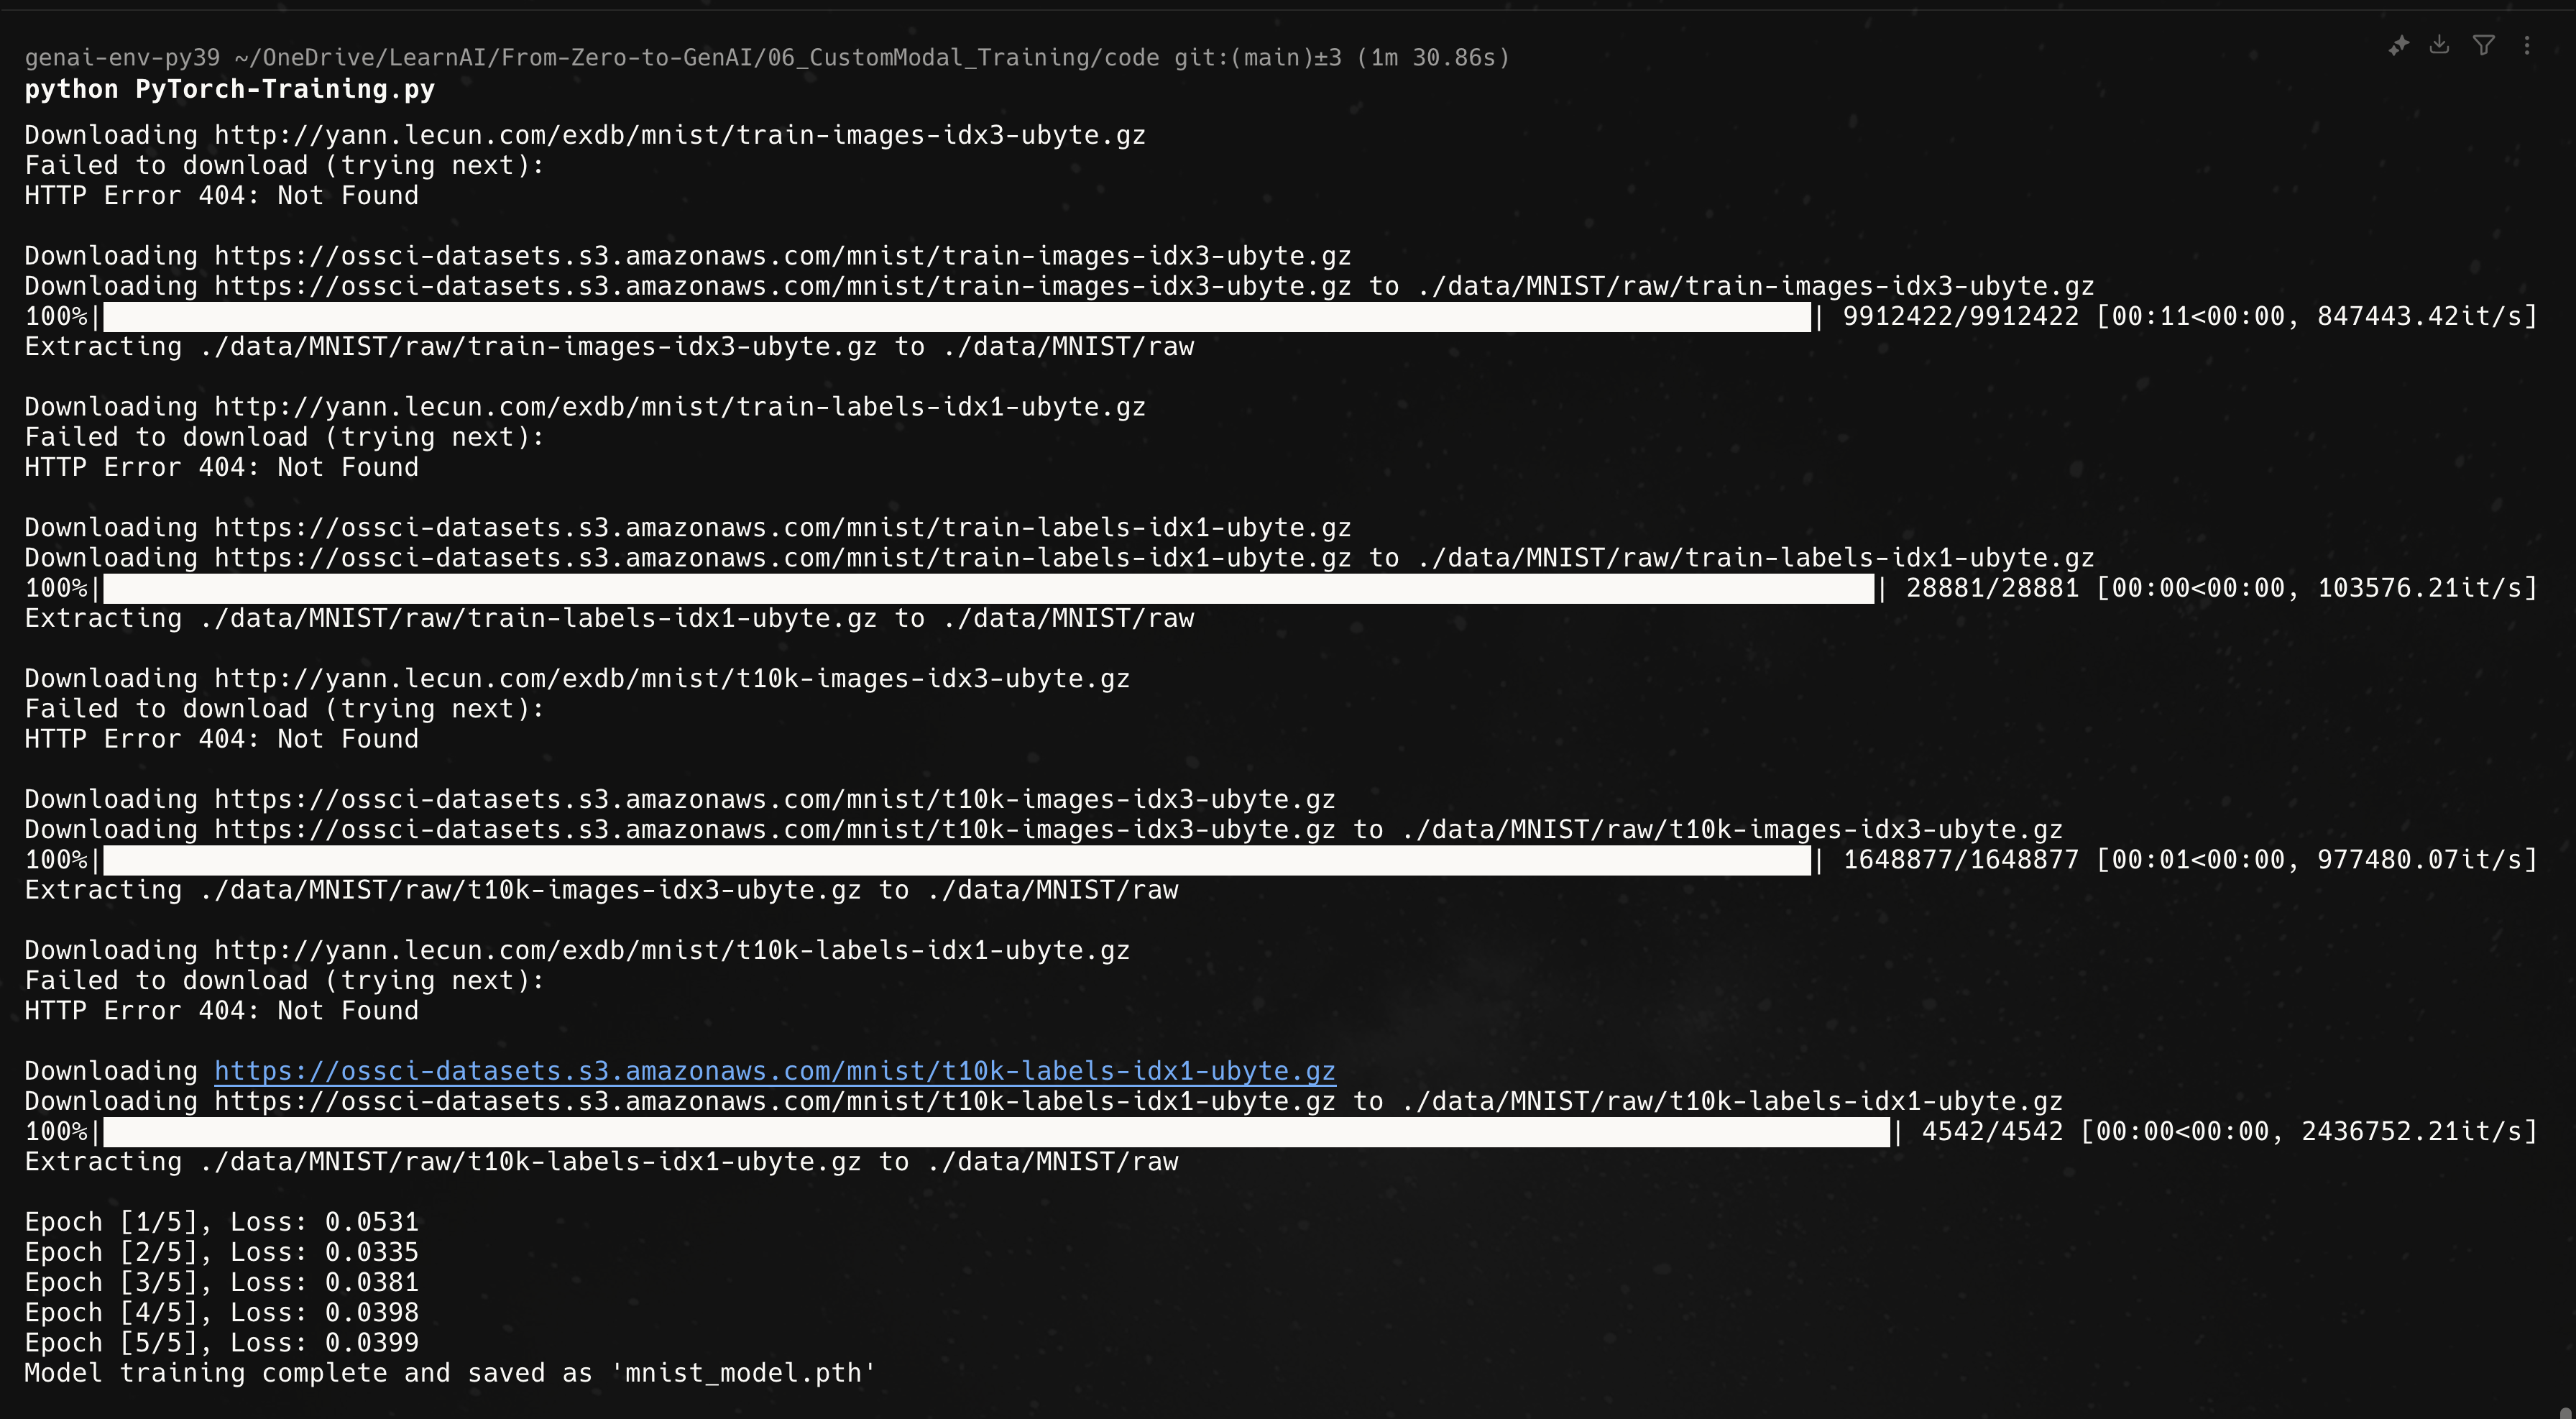 genai-env-py39 ~/OneDrive/LearnAI/From-Zero-to-GenAI/06_CustomModal_Training/code git:(main)±3 (1m 30.86s)
python PyTorch-Training.py
Downloading http://yann.lecun.com/exdb/mnist/train-images-idx3-ubyte.gz
Failed to download (trying next):
HTTP Error 404: Not Found
Downloading https://ossci-datasets.s3.amazonaws.com/mnist/train-images-idx3-ubyte.gz
Downloading https://ossci-datasets.s3.amazonaws.com/mnist/train-images-idx3-ubyte.gz to ./data/MNIST/raw/train-images-idx3-ubyte.gz
100%| | 9912422/9912422 [00:11<00:00, 847443.42it/s]
Extracting ./data/MNIST/raw/train-images-idx3-ubyte.gz to ./data/MNIST/raw
Downloading http://yann.lecun.com/exdb/mnist/train-labels-idx1-ubyte.gz
Failed to download (trying next):
HTTP Error 404: Not Found
Downloading https://ossci-datasets.s3.amazonaws.com/mnist/train-labels-idx1-ubyte.gz
Downloading https://ossci-datasets.s3.amazonaws.com/mnist/train-labels-idx1-ubyte.gz to ./data/MNIST/raw/train-labels-idx1-ubyte.gz
100%| | 28881/28881 [00:00<00:00, 103576.21it/s]
Extracting ./data/MNIST/raw/train-labels-idx1-ubyte.gz to ./data/MNIST/raw
Downloading http://yann.lecun.com/exdb/mnist/t10k-images-idx3-ubyte.gz
Failed to download (trying next):
HTTP Error 404: Not Found
Downloading https://ossci-datasets.s3.amazonaws.com/mnist/t10k-images-idx3-ubyte.gz
Downloading https://ossci-datasets.s3.amazonaws.com/mnist/t10k-images-idx3-ubyte.gz to ./data/MNIST/raw/t10k-images-idx3-ubyte.gz
100%| | 1648877/1648877 [00:01<00:00, 977480.07it/s]
Extracting ./data/MNIST/raw/t10k-images-idx3-ubyte.gz to ./data/MNIST/raw
Downloading http://yann.lecun.com/exdb/mnist/t10k-labels-idx1-ubyte.gz
Failed to download (trying next):
HTTP Error 404: Not Found
Downloading https://ossci-datasets.s3.amazonaws.com/mnist/t10k-labels-idx1-ubyte.gz
Downloading https://ossci-datasets.s3.amazonaws.com/mnist/t10k-labels-idx1-ubyte.gz to ./data/MNIST/raw/t10k-labels-idx1-ubyte.gz
100%| | 4542/4542 [00:00<00:00, 2436752.21it/s]
Extracting ./data/MNIST/raw/t10k-labels-idx1-ubyte.gz to ./data/MNIST/raw
Epoch [1/5], Loss: 0.0531
Epoch [2/5], Loss: 0.0335
Epoch [3/5], Loss: 0.0381
Epoch [4/5], Loss: 0.0398
Epoch [5/5], Loss: 0.0399
Model training complete and saved as 'mnist_model.pth'